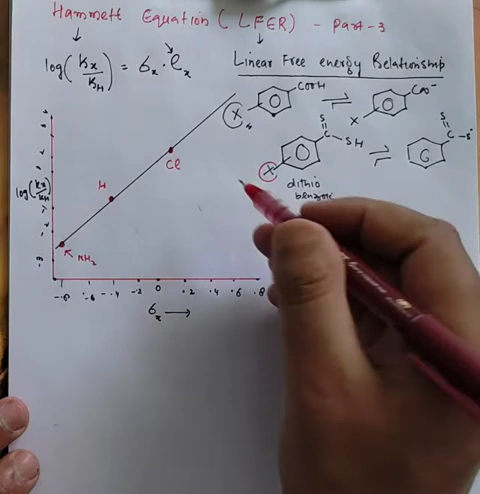 Hammett Equation (LFER) - Part-3
log(kx/kH) = σx·ρx
Linear Free energy Relationship
COOH ⇌ COO⁻
X
X
S
S
C-SH ⇌ C-S⁻
X
dithio
benzoic
Cl
H
log(kx/kH)
NH2
-.8 -.6 -.4 -.2 0 .2 .4 .6 .8
σx →